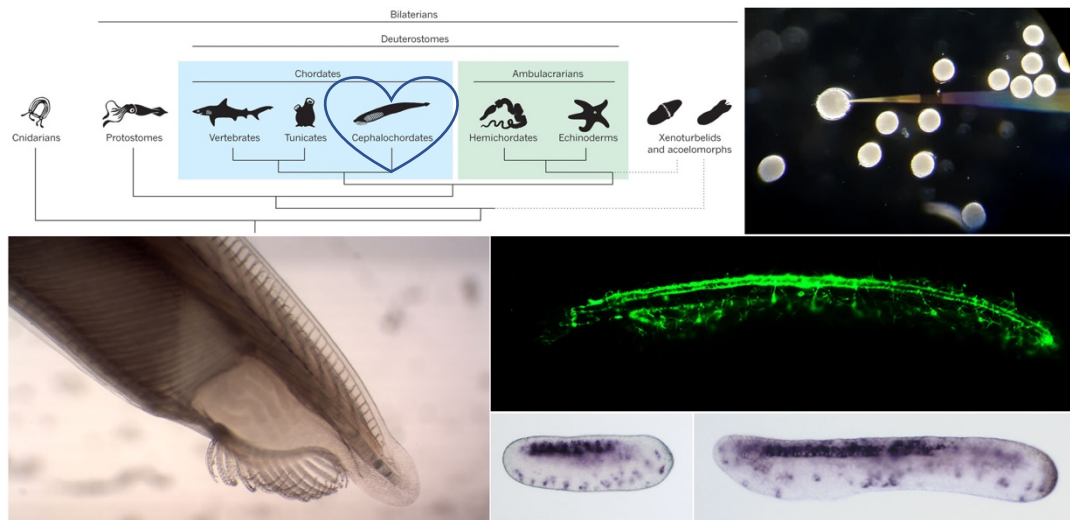 Bilaterians
Deuterostomes
Chordates
Ambulacrarians
Cnidarians
Protostomes
Vertebrates
Tunicates
Cephalochordates
Hemichordates
Echinoderms
Xenoturbelids
and acoelomorphs